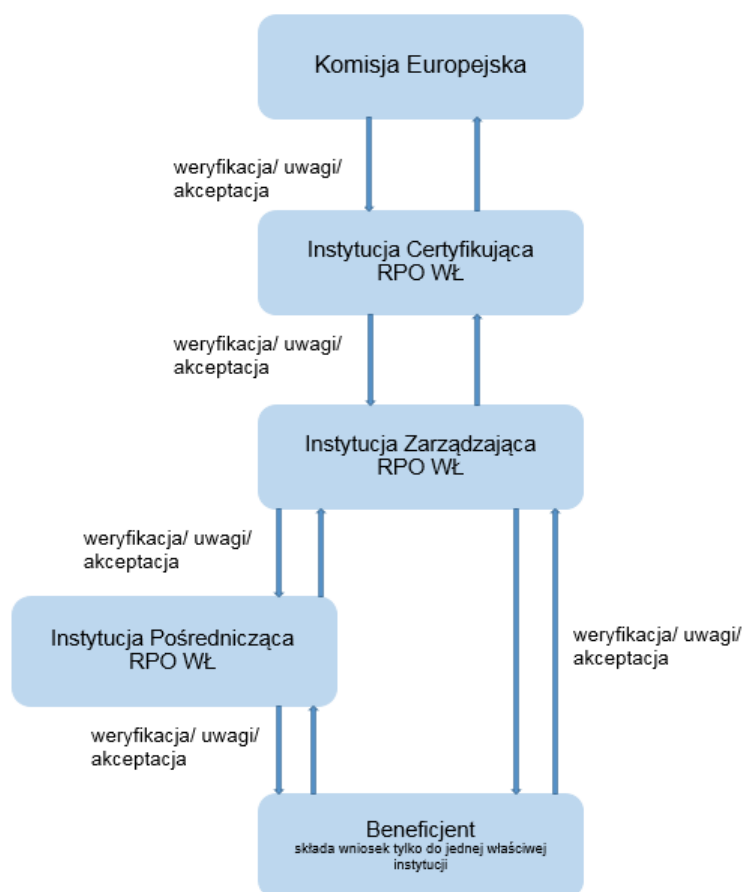 Komisja Europejska
weryfikacja/ uwagi/
akceptacja
Instytucja Certyfikująca
RPO WŁ
weryfikacja/ uwagi/
akceptacja
Instytucja Zarządzająca
RPO WŁ
weryfikacja/ uwagi/
akceptacja
Instytucja Pośrednicząca
RPO WŁ
weryfikacja/ uwagi/
akceptacja
weryfikacja/ uwagi/
akceptacja
Beneficjent
składa wniosek tylko do jednej właściwej
instytucji